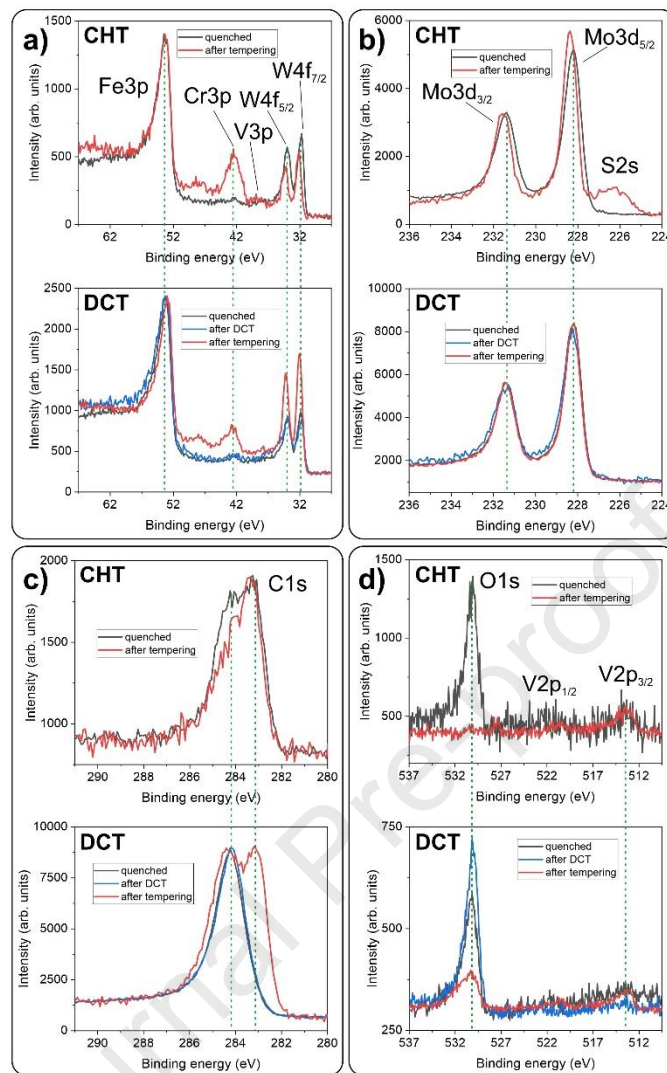 a)
CHT
quenched
after tempering
Fe3p
Cr3p
V3p
W4f5/2
W4f7/2
Intensity (arb. units)
1500
1000
500
0
62
52
42
32
Binding energy (eV)
DCT
quenched
after DCT
after tempering
Intensity (arb. units)
2500
2000
1500
1000
500
0
62
52
42
32
Binding energy (eV)
b)
CHT
quenched
after tempering
Mo3d3/2
Mo3d5/2
S2s
Intensity (arb. units)
6000
4000
2000
0
236
234
232
230
228
226
224
Binding energy (eV)
DCT
quenched
after DCT
after tempering
Intensity (arb. units)
10000
8000
6000
4000
2000
236
234
232
230
228
226
224
Binding energy (eV)
c)
CHT
quenched
after tempering
C1s
Intensity (arb. units)
2000
1500
1000
290
288
286
284
282
280
Binding energy (eV)
DCT
quenched
after DCT
after tempering
Intensity (arb. units)
10000
7500
5000
2500
0
290
288
286
284
282
280
Binding energy (eV)
d)
CHT
O1s
quenched
after tempering
V2p1/2
V2p3/2
Intensity (arb. units)
1500
1000
500
0
537
532
527
522
517
512
Binding energy (eV)
DCT
quenched
after DCT
after tempering
Intensity (arb. units)
750
500
250
537
532
527
522
517
512
Binding energy (eV)
urnal Pre-proof